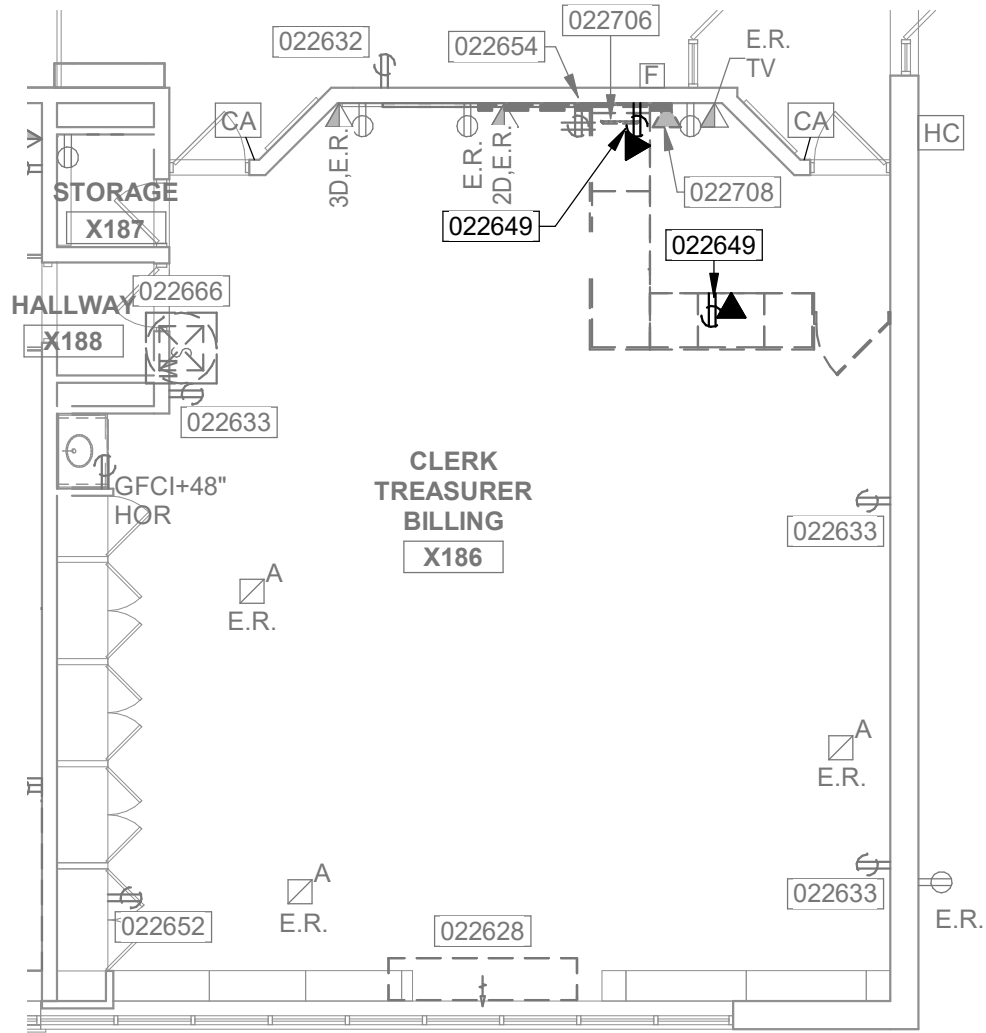 022706
022632
022654
E.R.
TV
F
CA
CA
HC
3D,E.R.
E.R.
2D,E.R.
STORAGE
X187
022708
022649
022649
HALLWAY
022666
X188
S
022633
GFCI+48"
HOR
CLERK
TREASURER
BILLING
X186
022633
A
E.R.
A
E.R.
A
E.R.
022633
022652
022628
E.R.